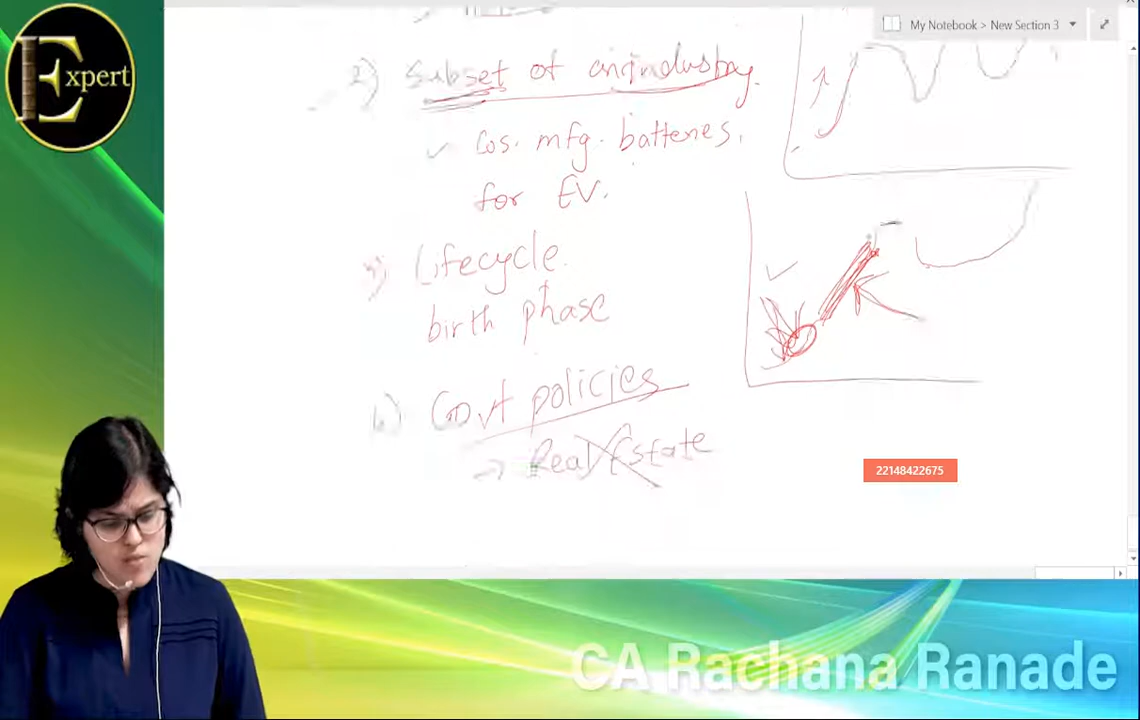 Expert
My Notebook > New Section 3
2) Subset of an industry.
Cos. mfg. batteries.
for EV.
3) Lifecycle.
birth phase
Govt policies
→ Real Estate
22148422675
CA Rachana Ranade